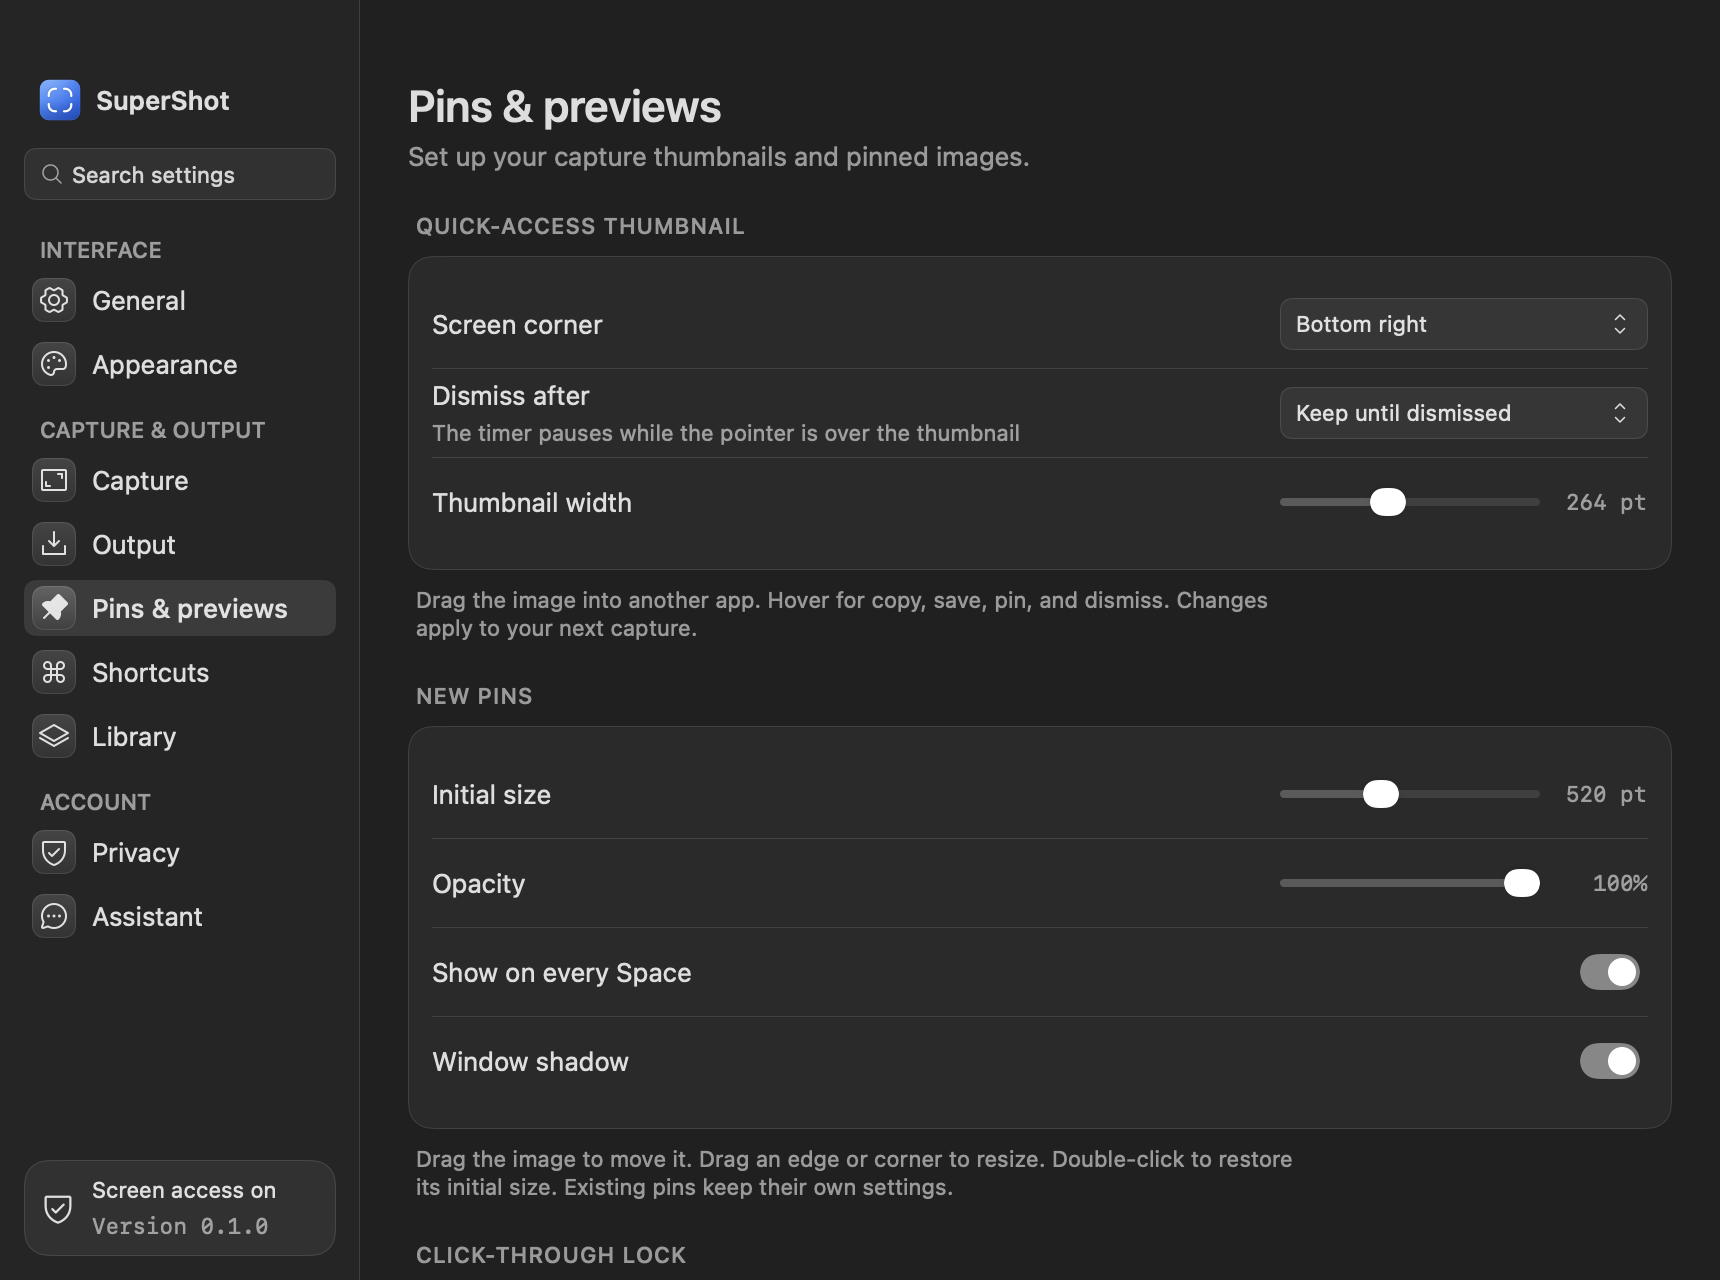 SuperShot
Search settings
INTERFACE
General
Appearance
CAPTURE & OUTPUT
Capture
Output
Pins & previews
Shortcuts
Library
ACCOUNT
Privacy
Assistant
Screen access on
Version 0.1.0
Pins & previews
Set up your capture thumbnails and pinned images.
QUICK-ACCESS THUMBNAIL
Screen corner
Bottom right
Dismiss after
The timer pauses while the pointer is over the thumbnail
Keep until dismissed
Thumbnail width
264 pt
Drag the image into another app. Hover for copy, save, pin, and dismiss. Changes
apply to your next capture.
NEW PINS
Initial size
520 pt
Opacity
100%
Show on every Space
Window shadow
Drag the image to move it. Drag an edge or corner to resize. Double-click to restore
its initial size. Existing pins keep their own settings.
CLICK-THROUGH LOCK